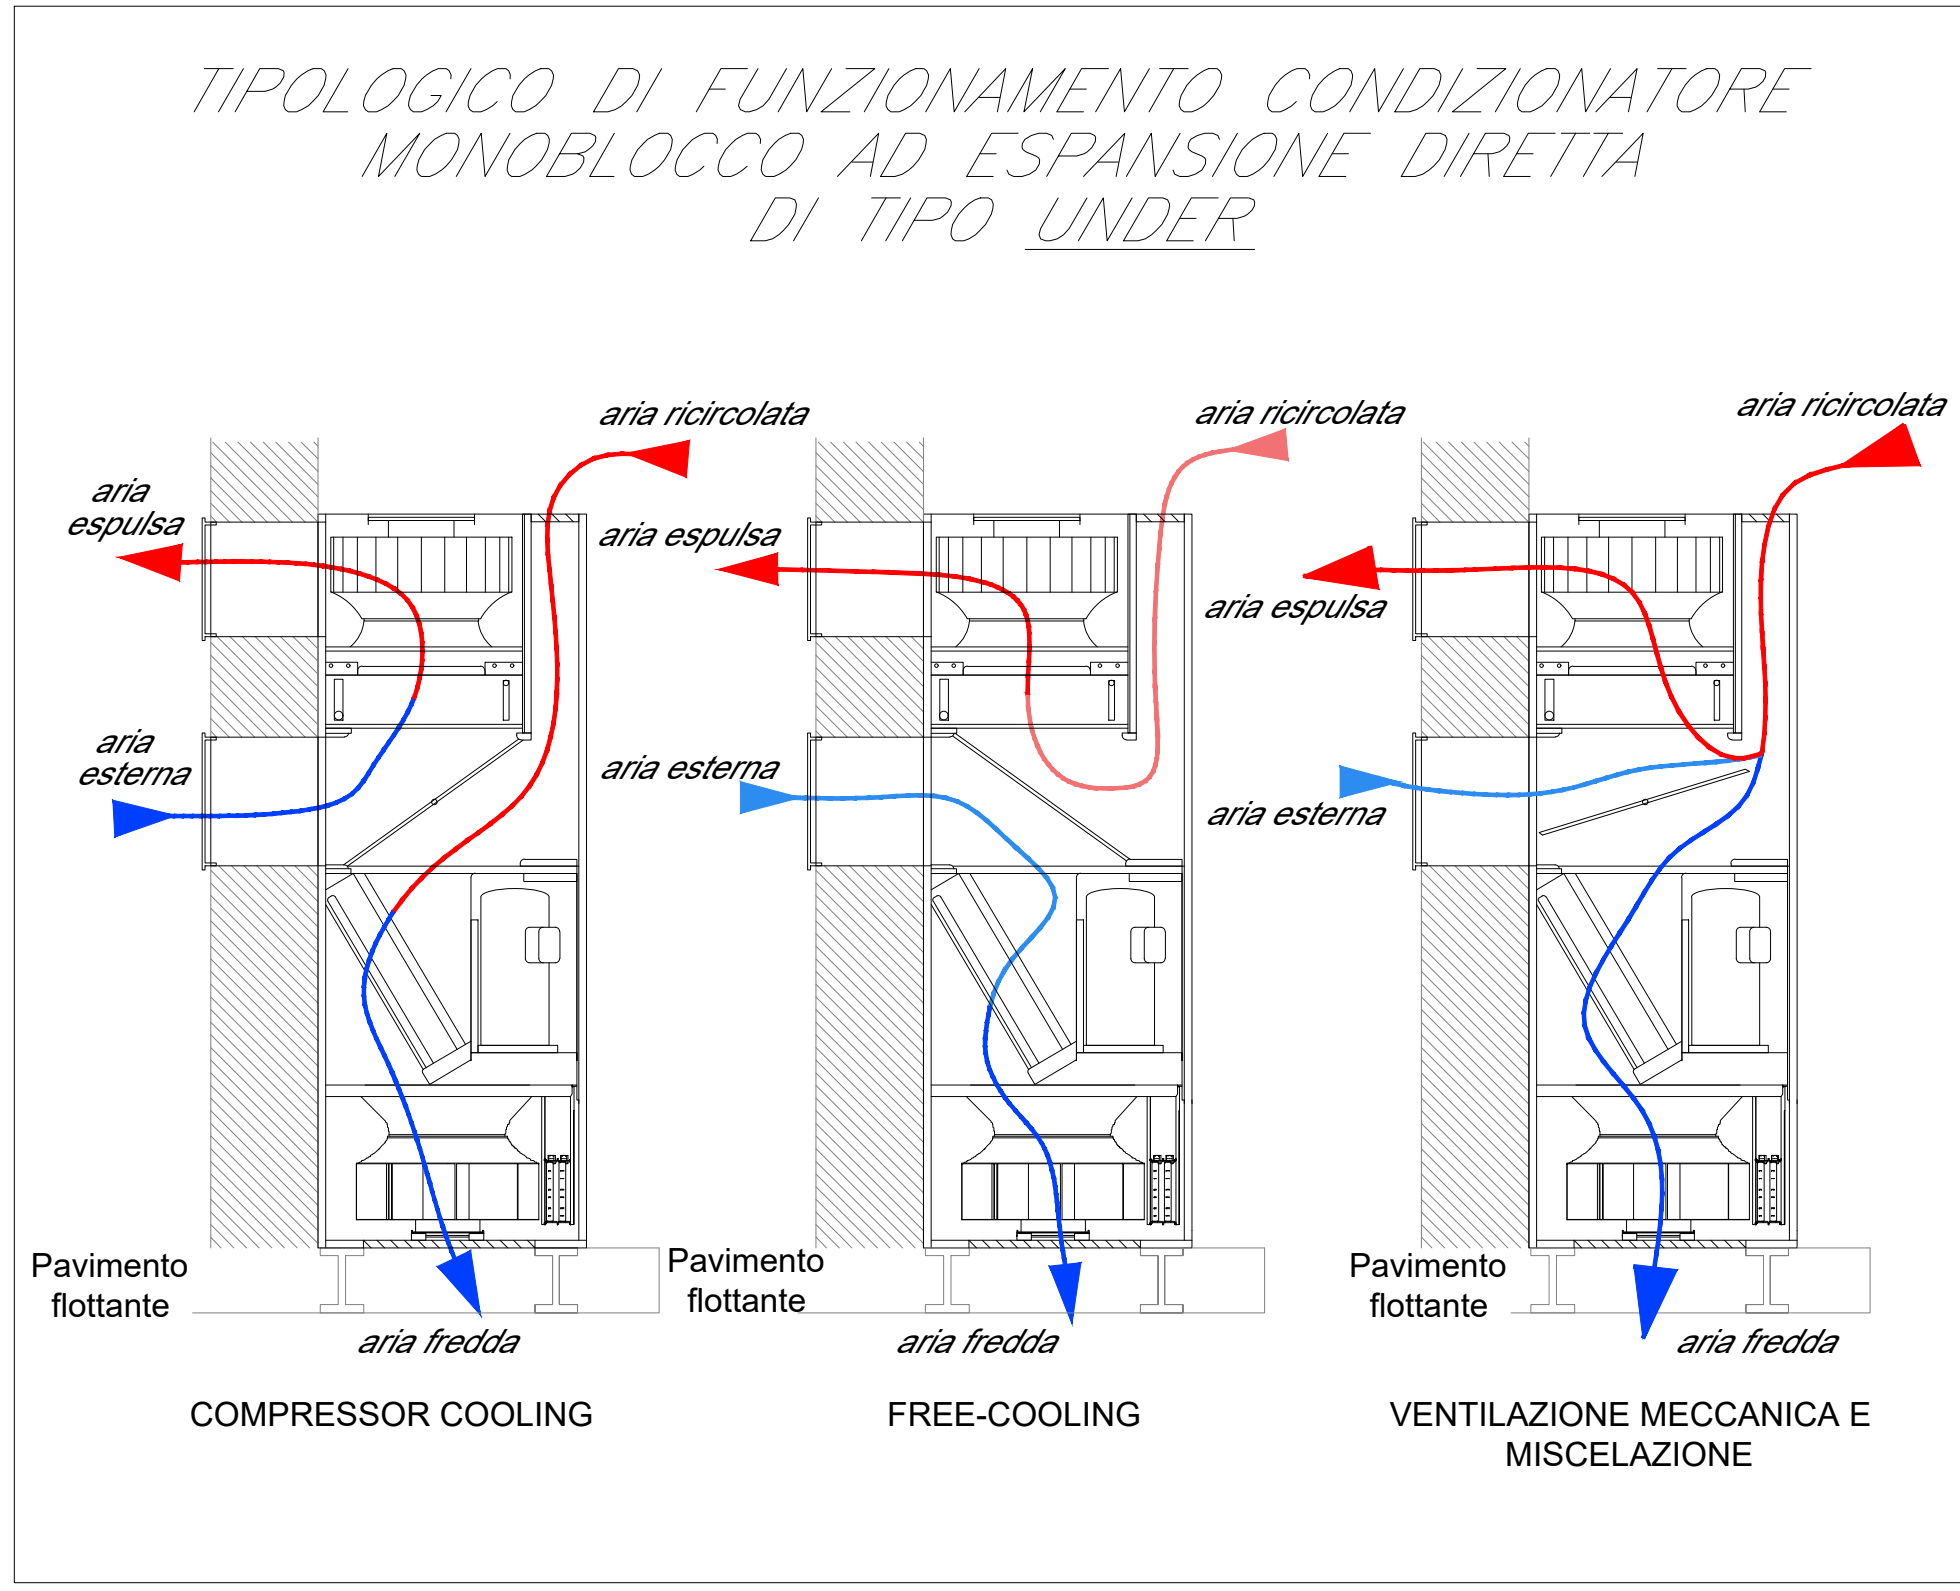 TIPOLOGICO DI FUNZIONAMENTO CONDIZIONATORE
MONOBLOCCO AD ESPANSIONE DIRETTA
DI TIPO UNDER
aria ricircolata
aria
espulsa
aria
esterna
Pavimento
flottante
aria fredda
COMPRESSOR COOLING
aria ricircolata
aria espulsa
aria esterna
Pavimento
flottante
aria fredda
FREE-COOLING
aria ricircolata
aria espulsa
aria esterna
Pavimento
flottante
aria fredda
VENTILAZIONE MECCANICA E
MISCELAZIONE